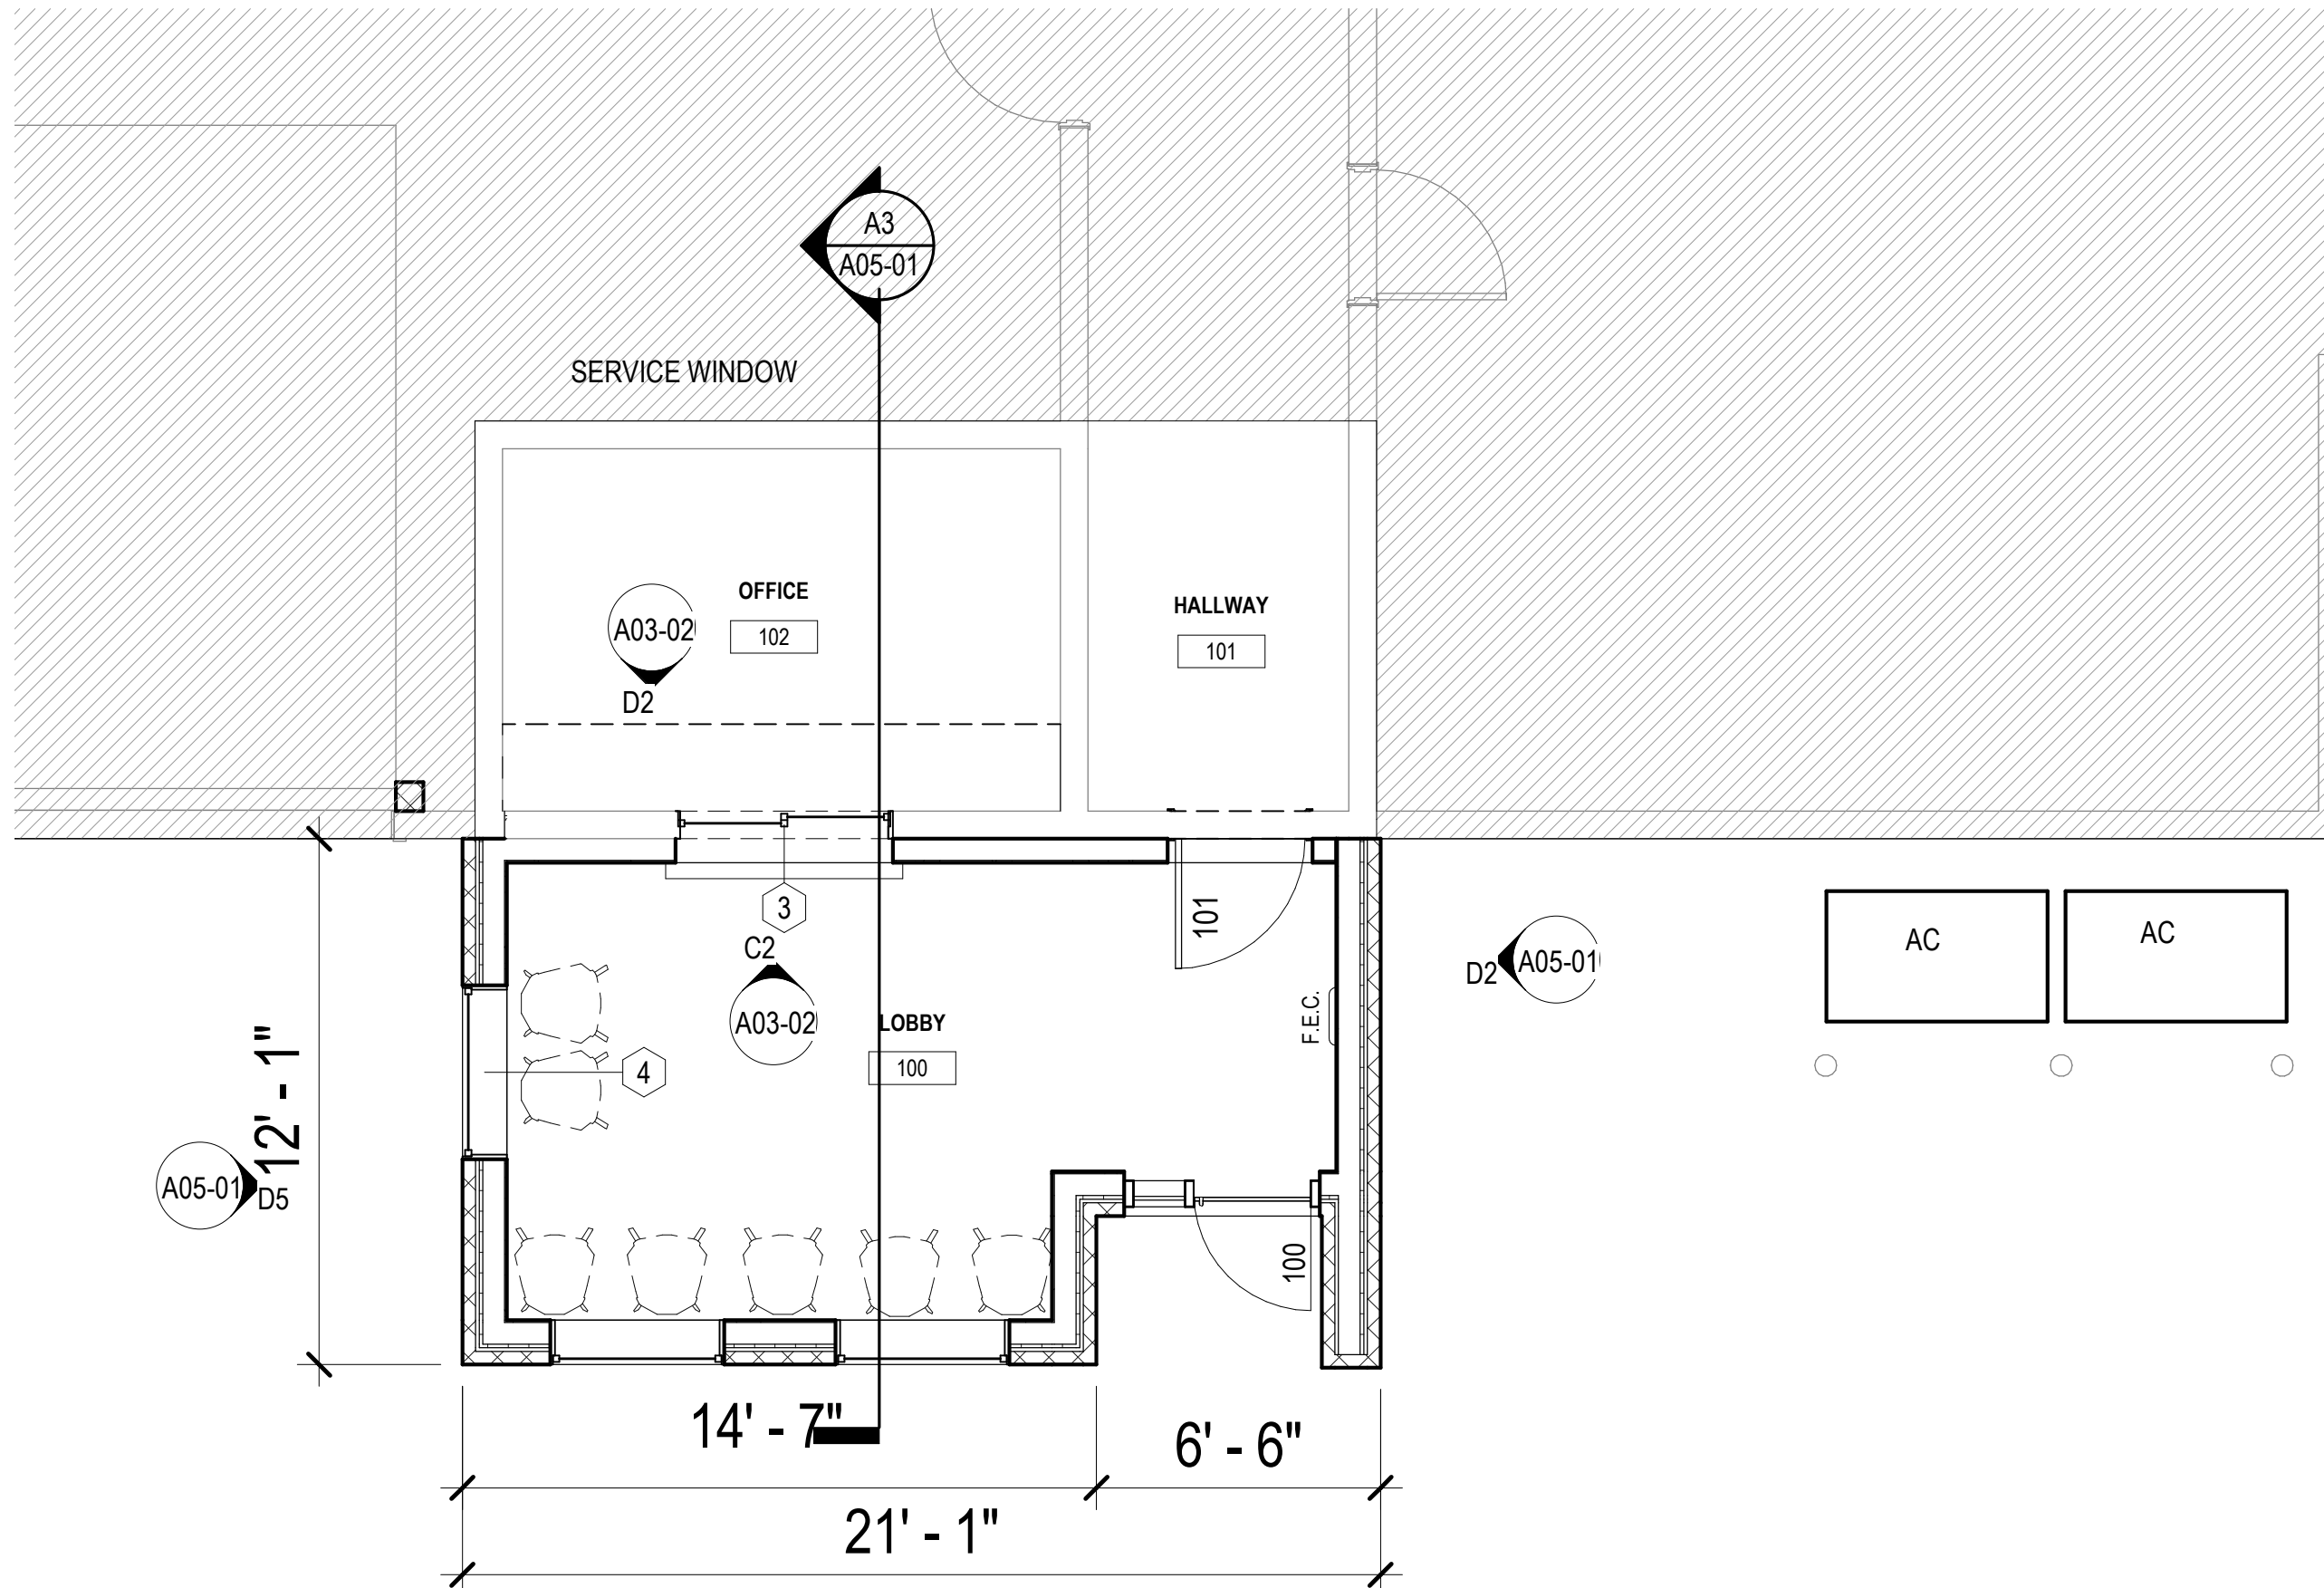 A3
A05-01
SERVICE WINDOW
OFFICE
102
A03-02
D2
HALLWAY
101
3
101
C2
A03-02
LOBBY
100
F.E.C.
D2
A05-01
AC
AC
4
12' - 1"
A05-01
D5
100
14' - 7"
6' - 6"
21' - 1"